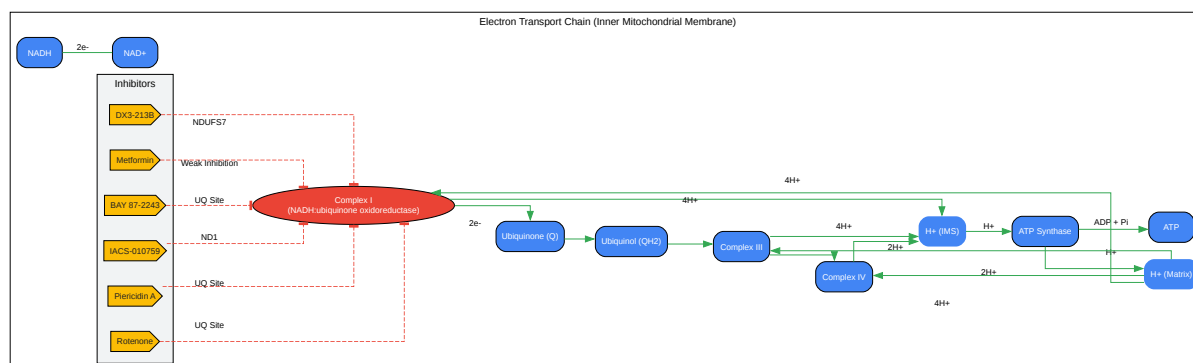 Electron Transport Chain (Inner Mitochondrial Membrane)
NADH
2e-
NAD+
Inhibitors
DX3-213B
NDUFS7
Metformin
Weak Inhibition
BAY 87-2243
UQ Site
IACS-010759
ND1
Piericidin A
UQ Site
Rotenone
UQ Site
Complex I
(NADH:ubiquinone oxidoreductase)
2e-
Ubiquinone (Q)
Ubiquinol (QH2)
Complex III
Complex IV
4H+
4H+
4H+
2H+
H+ (IMS)
H+
ATP Synthase
ADP + Pi
ATP
H+
H+ (Matrix)
2H+
4H+